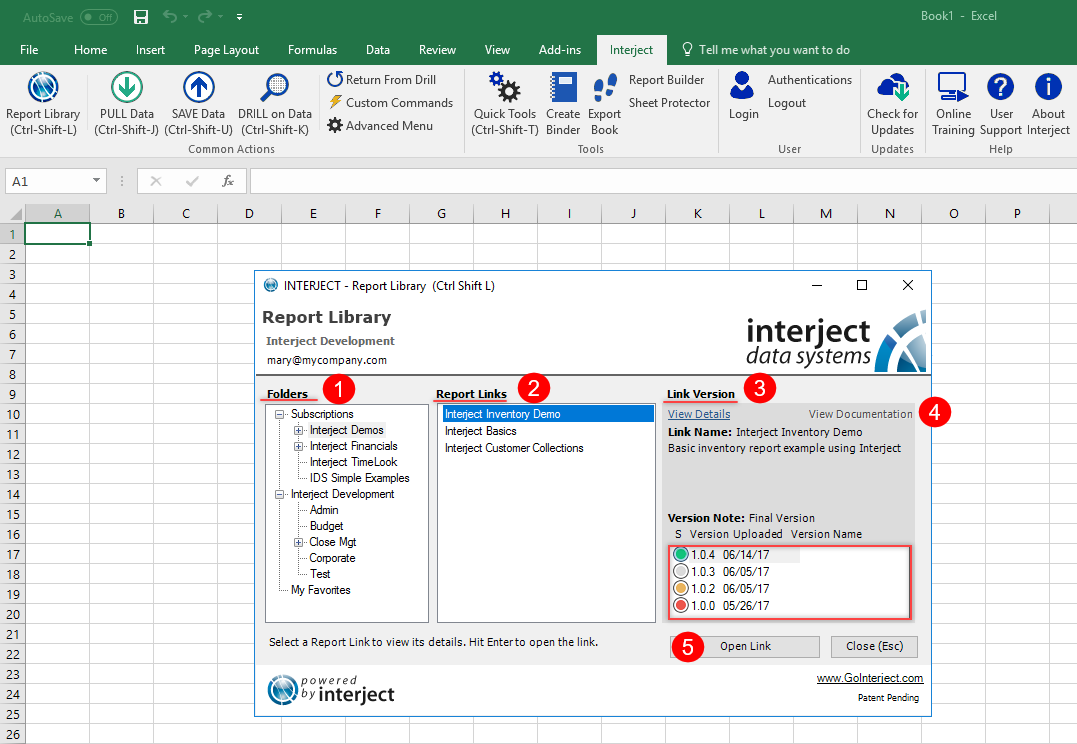 AutoSave Off Book1 - Excel
File Home Insert Page Layout Formulas Data Review View Add-ins Interject Tell me what you want to do
Report Library (Ctrl-Shift-L)
PULL Data (Ctrl-Shift-J)
SAVE Data (Ctrl-Shift-U)
DRILL on Data (Ctrl-Shift-K)
Return From Drill
Custom Commands
Advanced Menu
Common Actions
Quick Tools (Ctrl-Shift-T)
Create Binder
Export Book
Report Builder
Sheet Protector
Tools
Login
Authentications
Logout
User
Check for Updates
Updates
Online Training
User Support
About Interject
Help
A1 fx
A B C D E F G H I J K L M N O P
1
2
3
4
5
6
7
8
9
10
11
12
13
14
15
16
17
18
19
20
21
22
23
24
25
26
INTERJECT - Report Library (Ctrl Shift L)
Report Library
Interject Development
mary@mycompany.com
interject
data systems
Folders 1
Subscriptions
Interject Demos
Interject Financials
Interject TimeLook
IDS Simple Examples
Interject Development
Admin
Budget
Close Mgt
Corporate
Test
My Favorites
Report Links 2
Interject Inventory Demo
Interject Basics
Interject Customer Collections
Link Version 3
View Details View Documentation 4
Link Name: Interject Inventory Demo
Basic inventory report example using Interject
Version Note: Final Version
S Version Uploaded Version Name
1.0.4 06/14/17
1.0.3 06/05/17
1.0.2 06/05/17
1.0.0 05/26/17
Select a Report Link to view its details. Hit Enter to open the link.
5 Open Link Close (Esc)
powered
by interject
www.GoInterject.com
Patent Pending